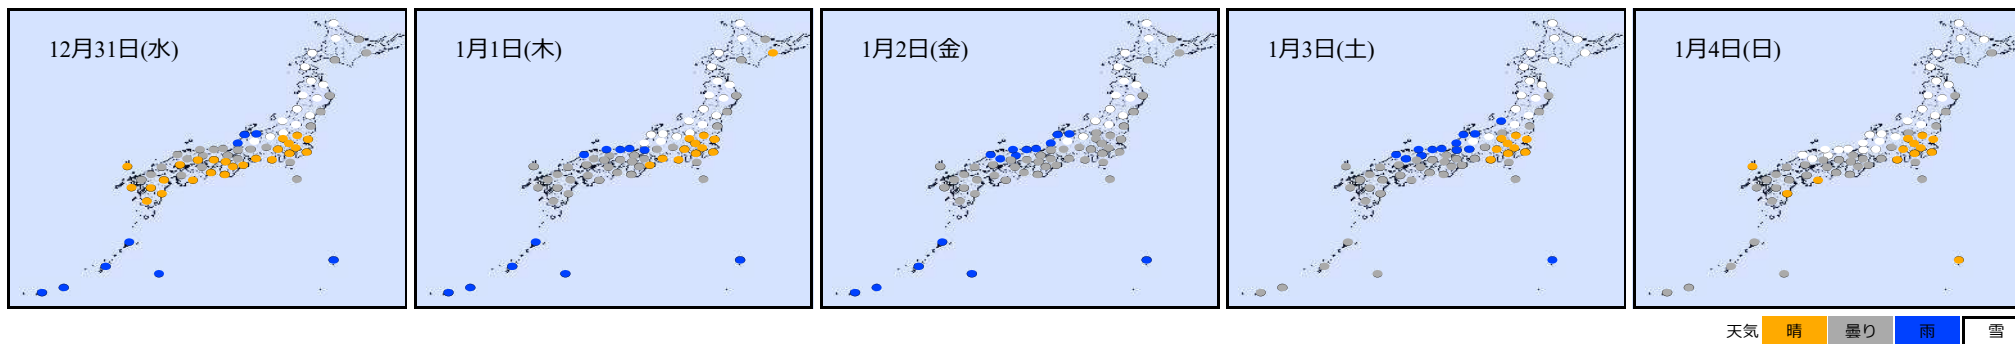 12月31日(水)
1月1日(木)
1月2日(金)
1月3日(土)
1月4日(日)
天気 晴 曇り 雨 雪